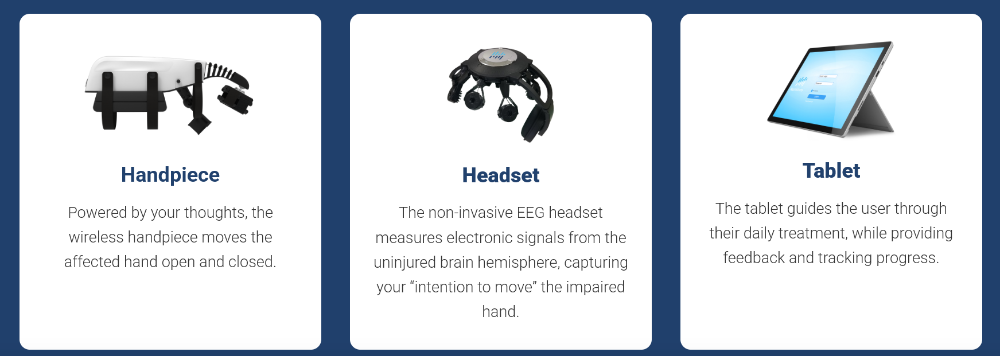 Handpiece
Powered by your thoughts, the
wireless handpiece moves the
affected hand open and closed.
Headset
The non-invasive EEG headset
measures electronic signals from the
uninjured brain hemisphere, capturing
your “intention to move” the impaired
hand.
Tablet
The tablet guides the user through
their daily treatment, while providing
feedback and tracking progress.